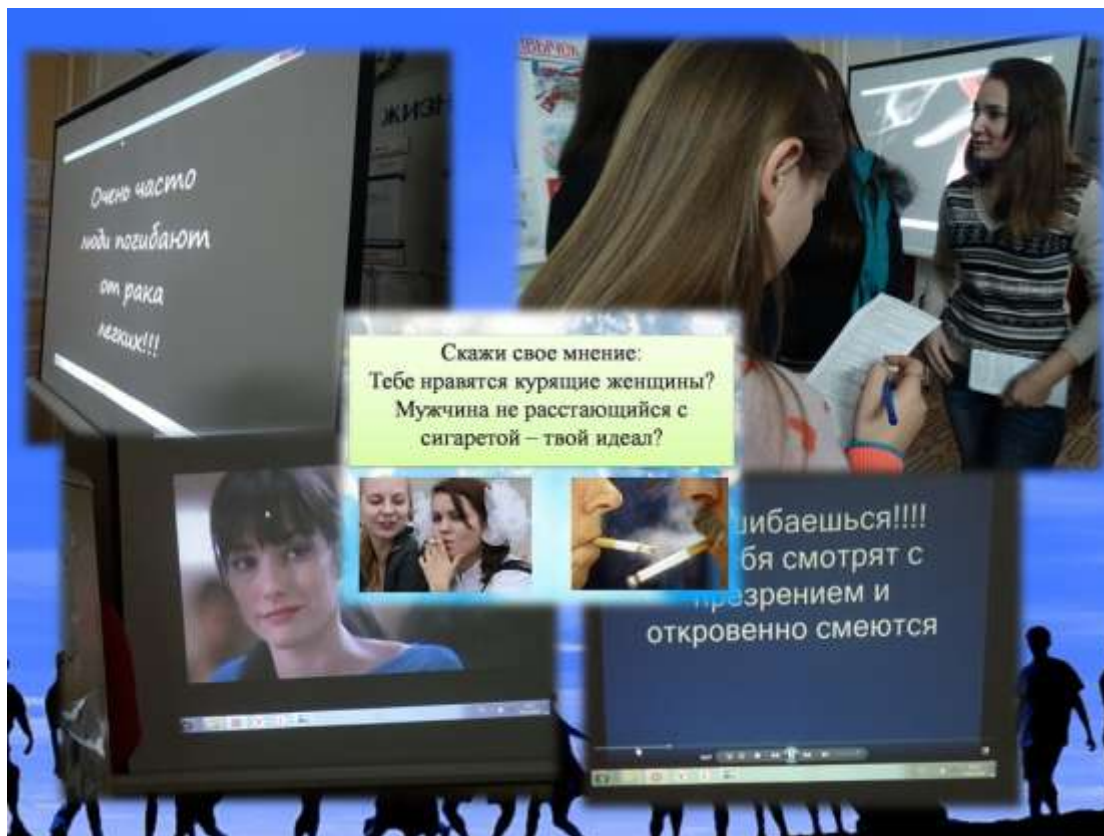 Очень часто
люди погибают
от рака
легких!!!
Скажи свое мнение:
Тебе нравятся курящие женщины?
Мужчина не расстающийся с
сигаретой – твой идеал?
смотрят с
откровенно смеются